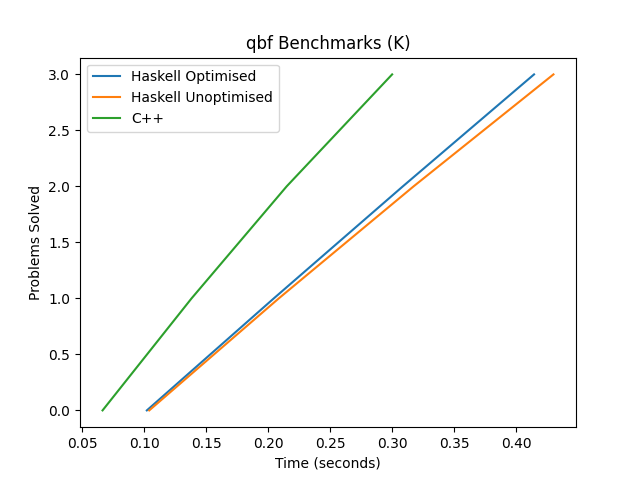 qbf Benchmarks (K)
Haskell Optimised
Haskell Unoptimised
C++
Problems Solved
3.0
2.5
2.0
1.5
1.0
0.5
0.0
0.05 0.10 0.15 0.20 0.25 0.30 0.35 0.40
Time (seconds)